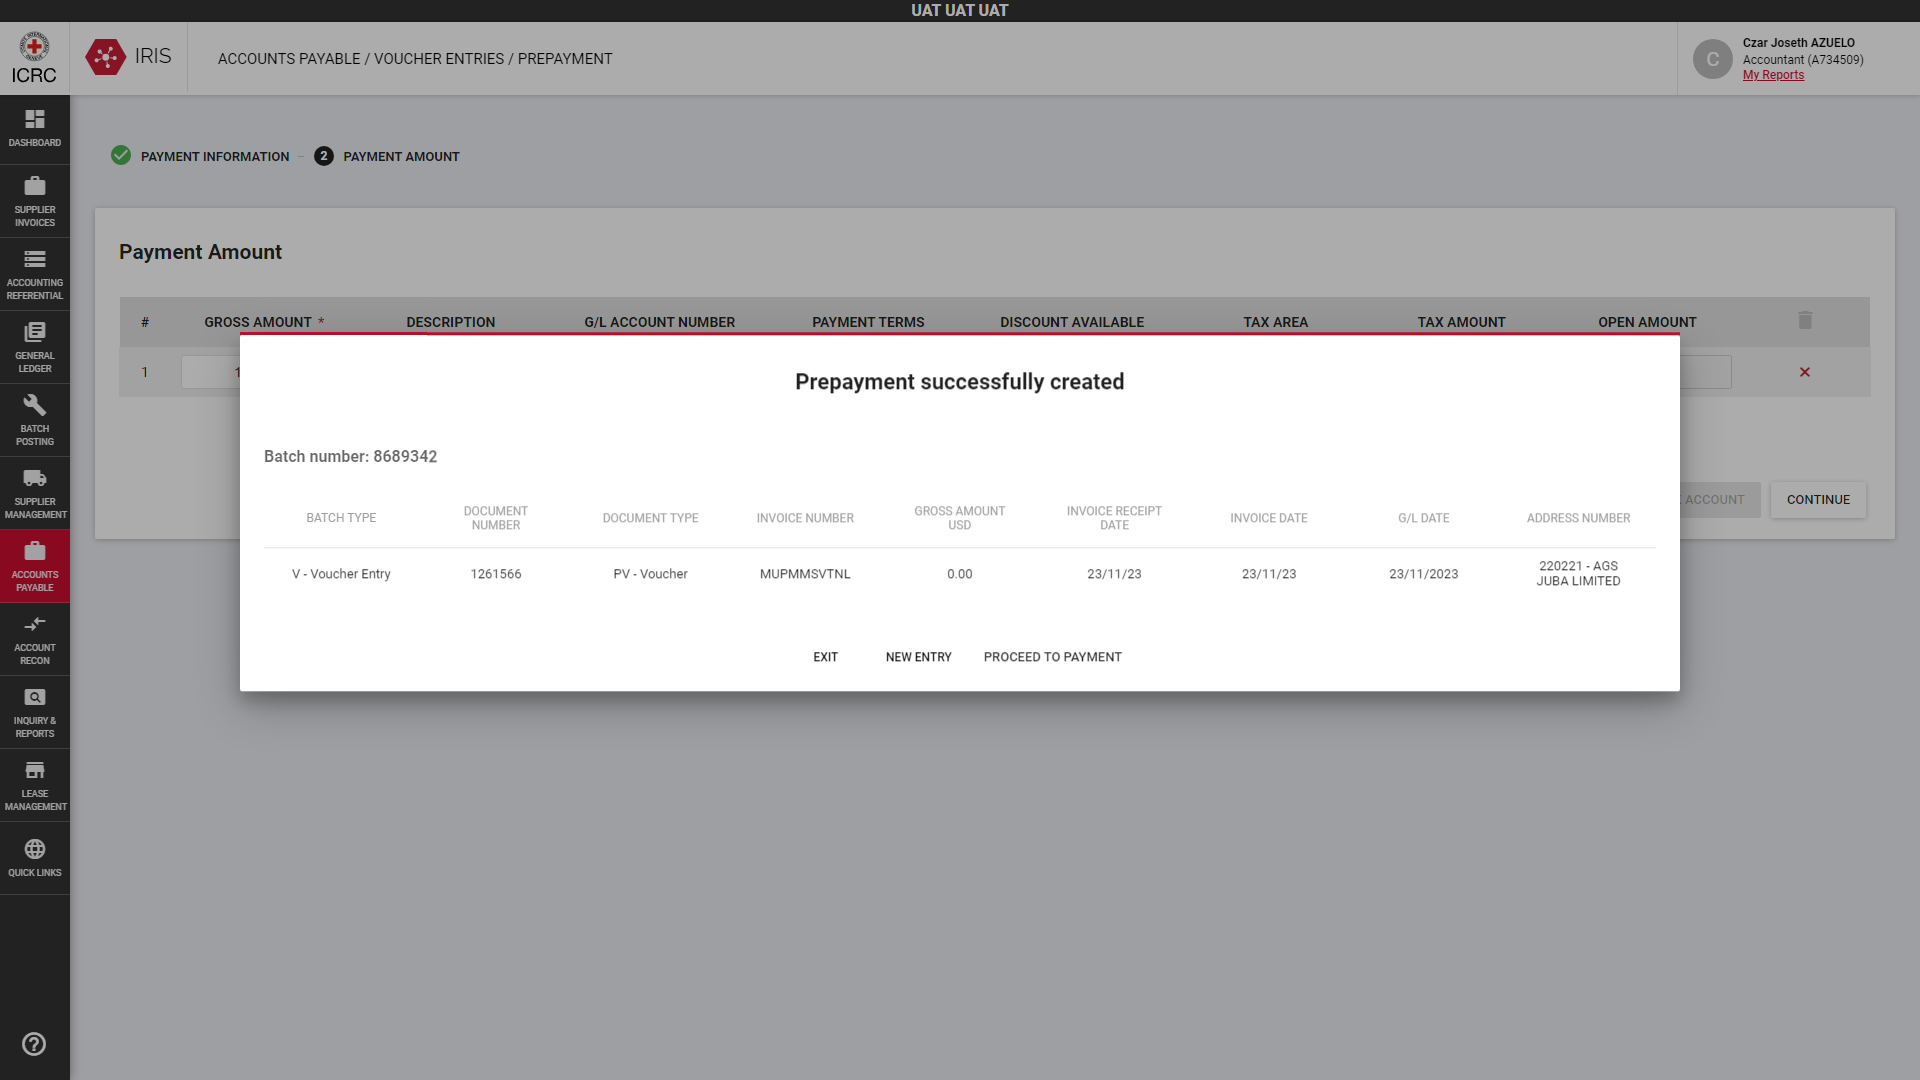 UAT UAT UAT
ICRC
IRIS
ACCOUNTS PAYABLE / VOUCHER ENTRIES / PREPAYMENT
C
Czar Joseth AZUELO
Accountant (A734509)
My Reports
DASHBOARD
SUPPLIER
INVOICES
ACCOUNTING
REFERENTIAL
GENERAL
LEDGER
BATCH
POSTING
SUPPLIER
MANAGEMENT
ACCOUNTS
PAYABLE
ACCOUNT
RECON
INQUIRY &
REPORTS
LEASE
MANAGEMENT
QUICK LINKS
PAYMENT INFORMATION
2 PAYMENT AMOUNT
Payment Amount
# GROSS AMOUNT * DESCRIPTION G/L ACCOUNT NUMBER PAYMENT TERMS DISCOUNT AVAILABLE TAX AREA TAX AMOUNT OPEN AMOUNT
1 1
ACCOUNT CONTINUE
Prepayment successfully created
Batch number: 8689342
BATCH TYPE DOCUMENT NUMBER DOCUMENT TYPE INVOICE NUMBER GROSS AMOUNT USD INVOICE RECEIPT DATE INVOICE DATE G/L DATE ADDRESS NUMBER
V - Voucher Entry 1261566 PV - Voucher MUPMMSVTNL 0.00 23/11/23 23/11/23 23/11/2023 220221 - AGS JUBA LIMITED
EXIT NEW ENTRY PROCEED TO PAYMENT